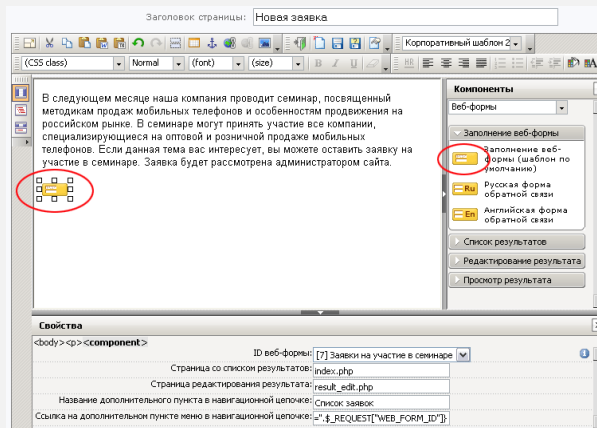 Заголовок страницы: Новая заявка
Корпоративный шаблон 2
(CSS class) Normal (font) (size) B I U HR
В следующем месяце наша компания проводит семинар, посвященный
методикам продаж мобильных телефонов и особенностям продвижения на
российском рынке. В семинаре могут принять участие все компании,
специализирующиеся на оптовой и розничной продаже мобильных
телефонов. Если данная тема вас интересует, вы можете оставить заявку на
участие в семинаре. Заявка будет рассмотрена администратором сайта.
Компоненты
Веб-формы
Заполнение веб-формы
Заполнение веб-
формы (шаблон по
умолчанию)
Ru Русская форма
обратной связи
En Английская форма
обратной связи
Список результатов
Редактирование результата
Просмотр результата
Свойства
<body><p><component>
ID веб-формы: [7] Заявки на участие в семинаре
Страница со списком результатов: index.php
Страница редактирования результата: result_edit.php
Название дополнительного пункта в навигационной цепочке: Список заявок
Ссылка на дополнительном пункте меню в навигационной цепочке: =".$_REQUEST["WEB_FORM_ID"]}